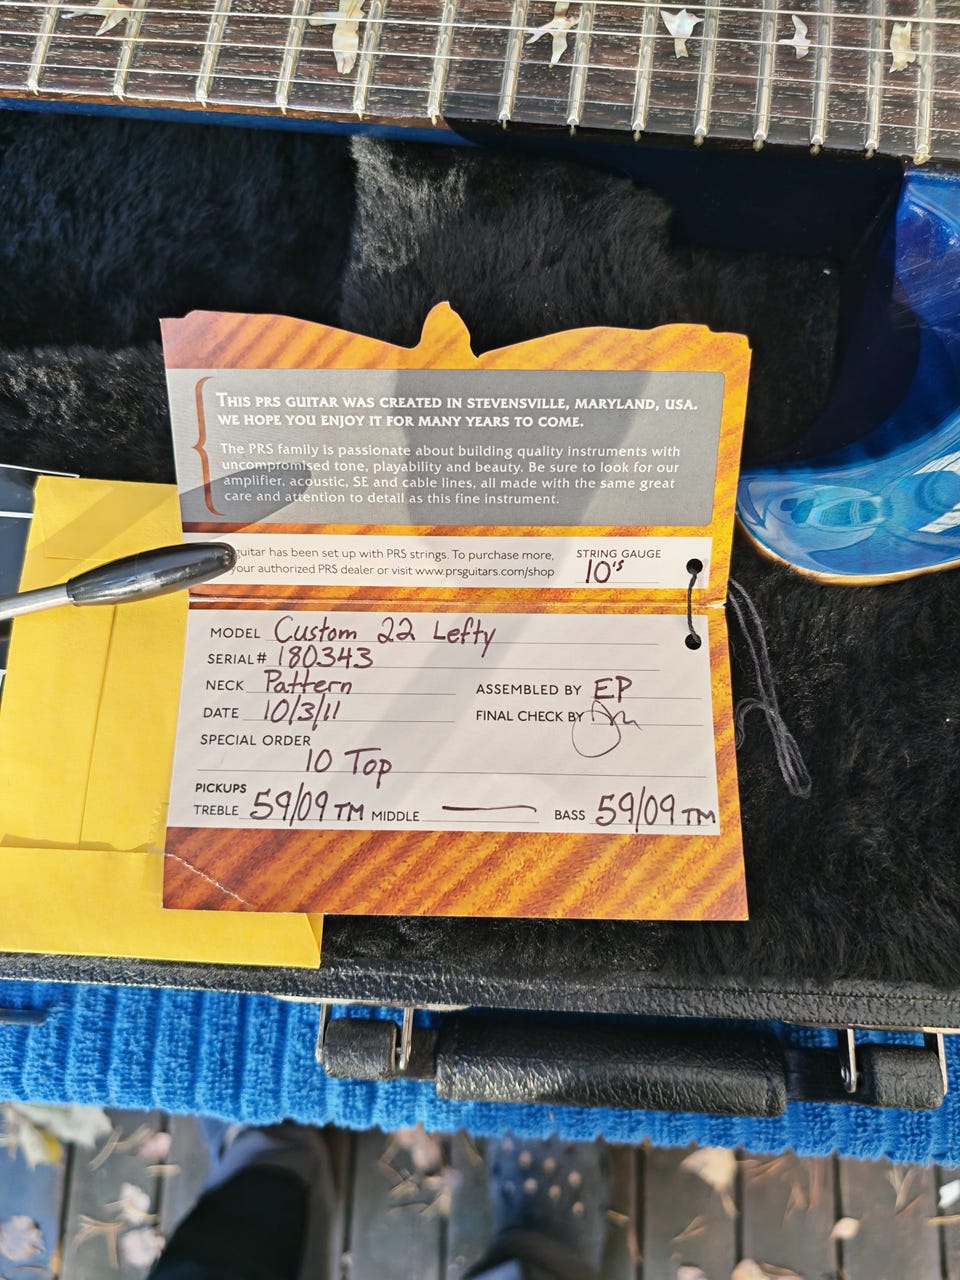 THIS PRS GUITAR WAS CREATED IN STEVENSVILLE, MARYLAND, USA.
WE HOPE YOU ENJOY IT FOR MANY YEARS TO COME.
The PRS family is passionate about building quality instruments with
uncompromised tone, playability and beauty. Be sure to look for our
amplifier, acoustic, SE and cable lines, all made with the same great
care and attention to detail as this fine instrument.
guitar has been set up with PRS strings. To purchase more,
your authorized PRS dealer or visit www.prsguitars.com/shop
STRING GAUGE
10's
MODEL Custom 22 Lefty
SERIAL# 180343
NECK Pattern
ASSEMBLED BY EP
DATE 10/3/11
FINAL CHECK BY
SPECIAL ORDER
10 Top
PICKUPS
TREBLE 59/09 TM MIDDLE — BASS 59/09 TM